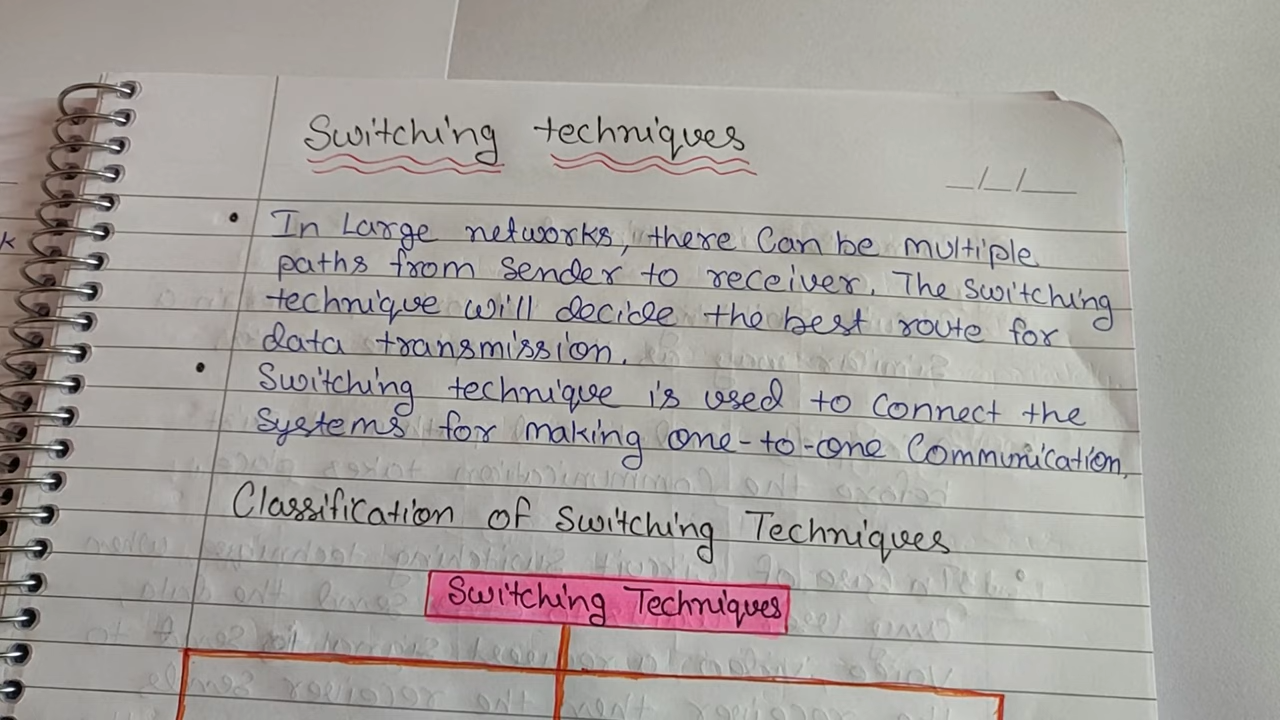 Switching techniques
_/_/__
• In Large networks, there Can be multiple
paths from Sender to receiver. The Switching
technique will decide the best route for
data transmission.
• Switching technique is used to Connect the
Systems for making one-to-one Communication,
Classification of Switching Techniques
Switching Techniques